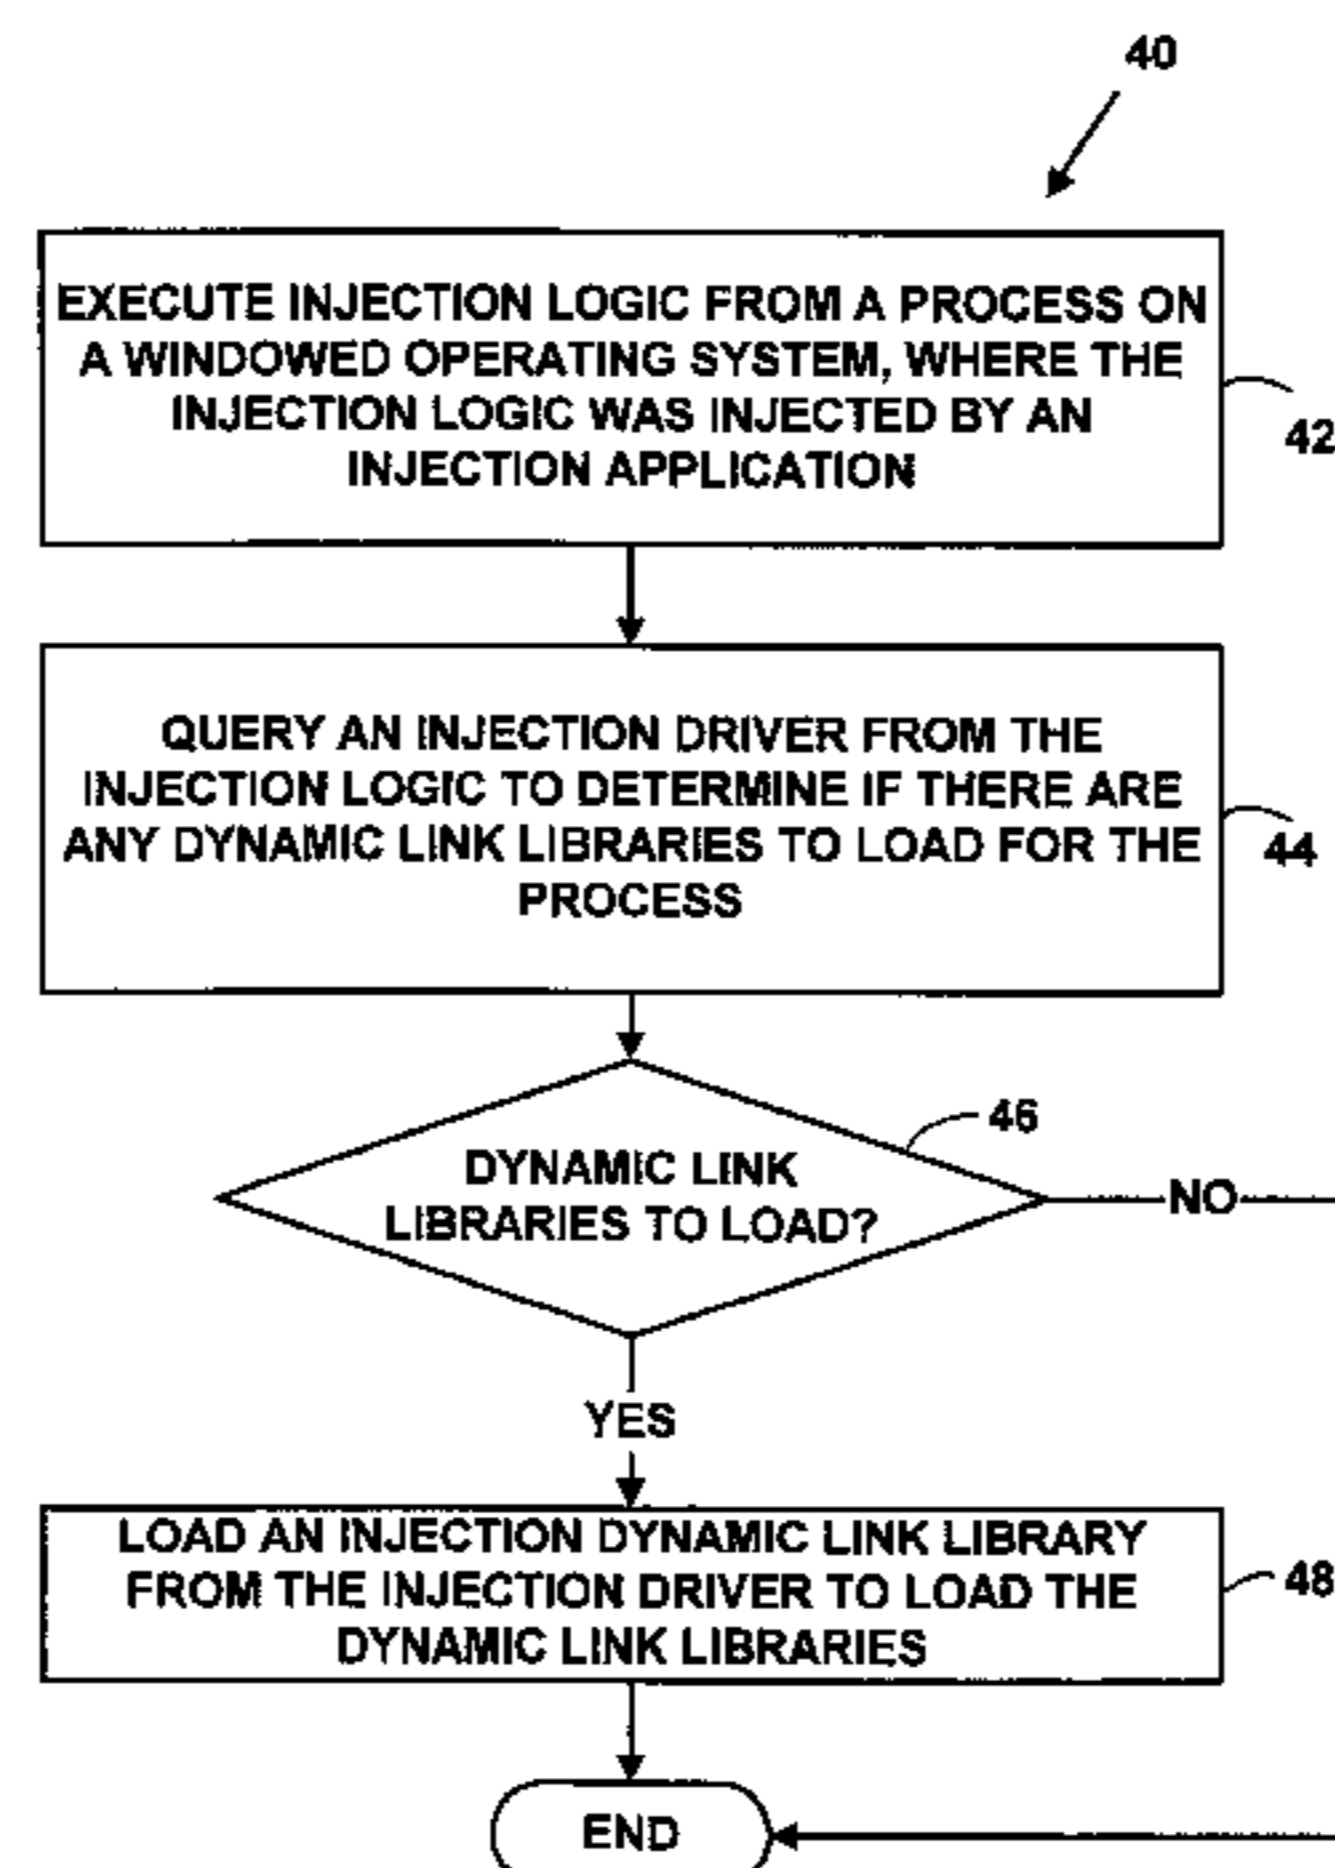 40
EXECUTE INJECTION LOGIC FROM A PROCESS ON
A WINDOWED OPERATING SYSTEM, WHERE THE
INJECTION LOGIC WAS INJECTED BY AN
INJECTION APPLICATION
42
QUERY AN INJECTION DRIVER FROM THE
INJECTION LOGIC TO DETERMINE IF THERE ARE
ANY DYNAMIC LINK LIBRARIES TO LOAD FOR THE
PROCESS
44
46
DYNAMIC LINK
LIBRARIES TO LOAD?
NO
YES
LOAD AN INJECTION DYNAMIC LINK LIBRARY
FROM THE INJECTION DRIVER TO LOAD THE
DYNAMIC LINK LIBRARIES
48
END